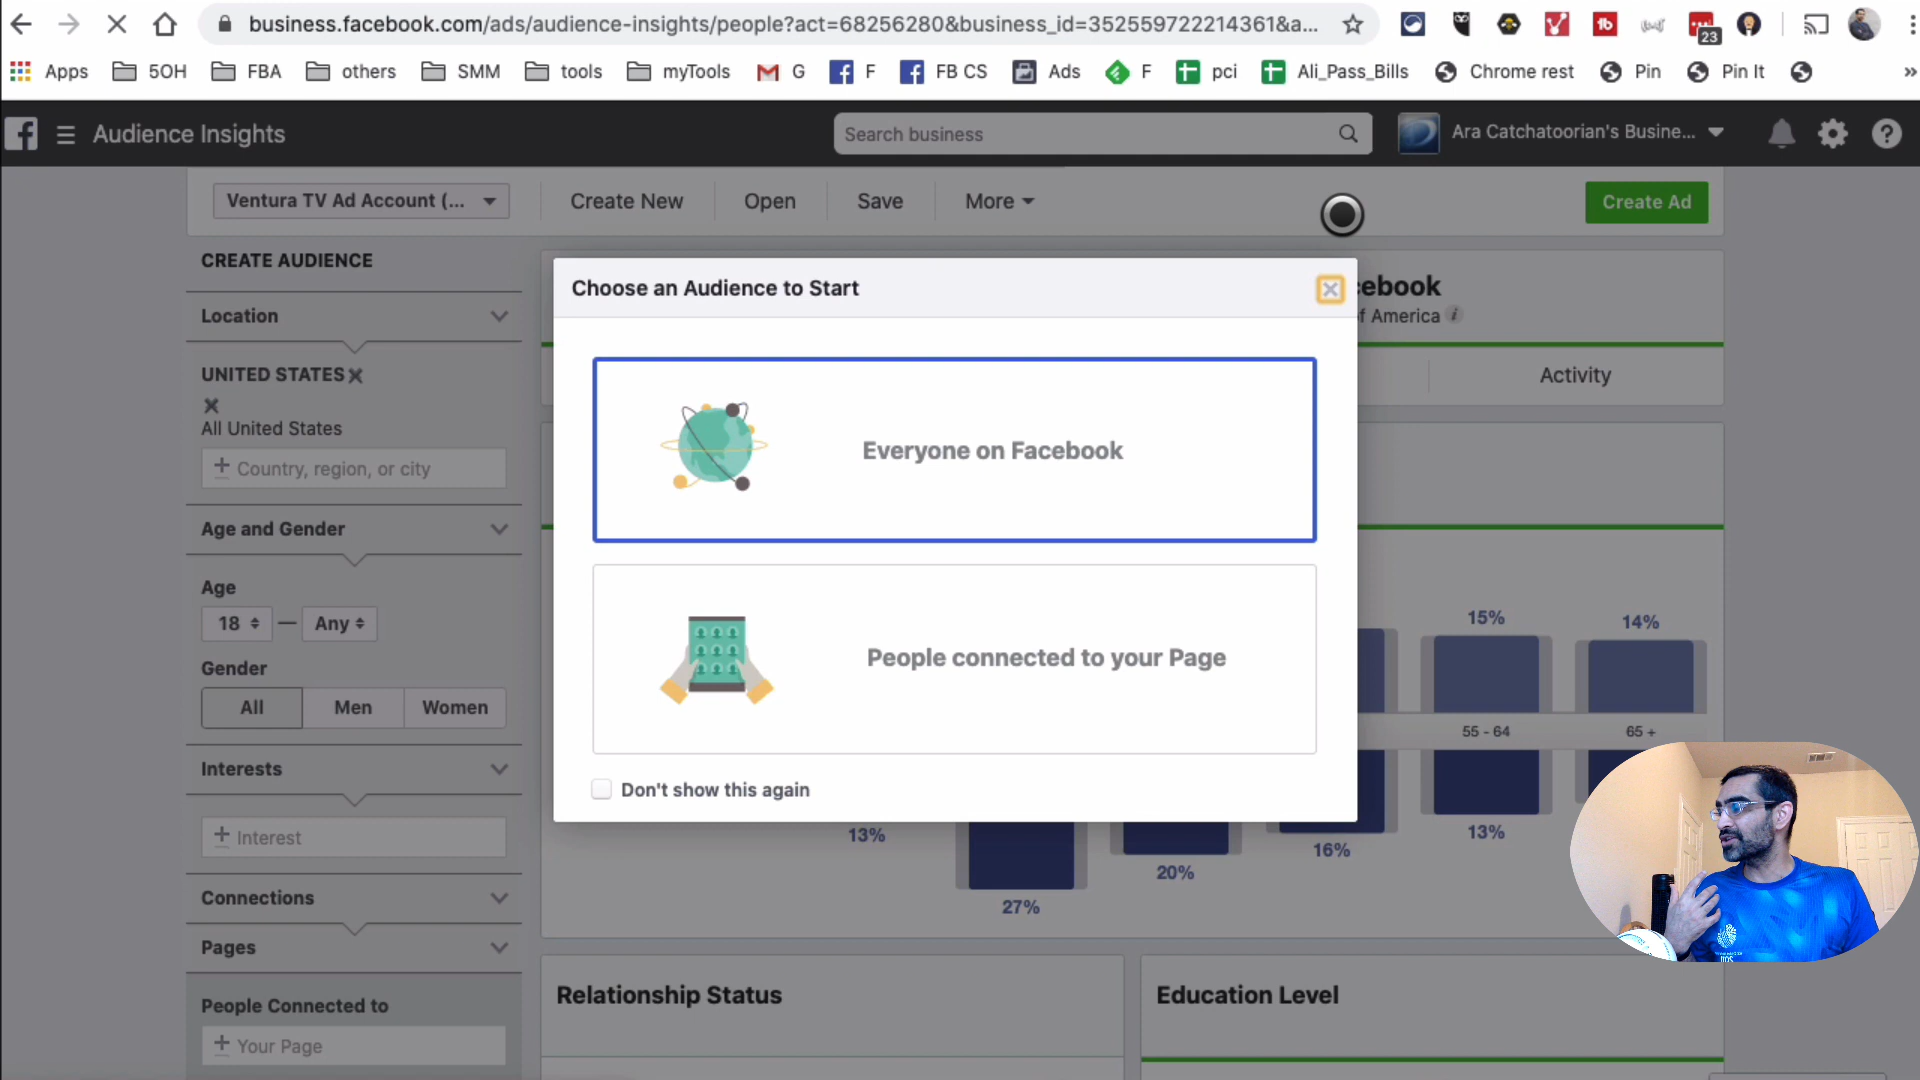 business.facebook.com/ads/audience-insights/people?act=68256280&business_id=352559722214361&a...
23
Apps 5OH FBA others SMM tools myTools G F FB CS Ads F pci Ali_Pass_Bills Chrome rest Pin Pin It »
Audience Insights
Search business
Ara Catchatoorian's Busine...
Ventura TV Ad Account (...
Create New
Open
Save
More
Create Ad
CREATE AUDIENCE
Location
UNITED STATES
All United States
+ Country, region, or city
Age and Gender
Age
18 — Any
Gender
All Men Women
Interests
+ Interest
Connections
Pages
People Connected to
+ Your Page
Choose an Audience to Start
Everyone on Facebook
People connected to your Page
Don't show this again
cebook
of America
Activity
15% 14%
55 - 64 65 +
13% 27% 20% 16% 13%
Relationship Status
Education Level